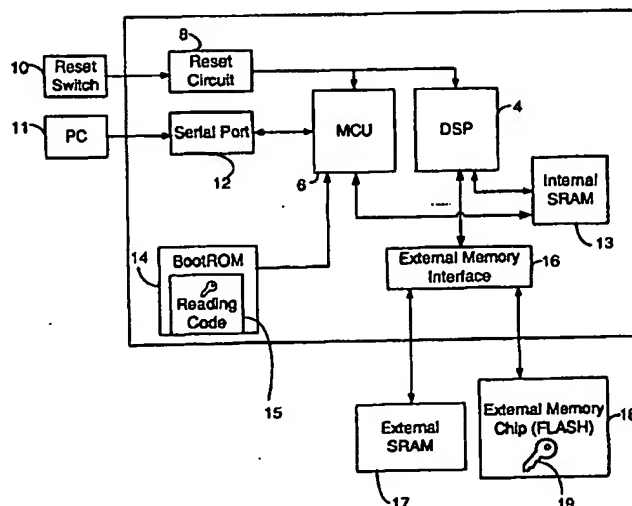 8
10
Reset
Switch
Reset
Circuit
11
PC
Serial Port
12
MCU
6
DSP
4
Internal
SRAM
13
14
BootROM
Reading
Code
15
External Memory
Interface
16
External
SRAM
17
External Memory
Chip (FLASH)
18
19